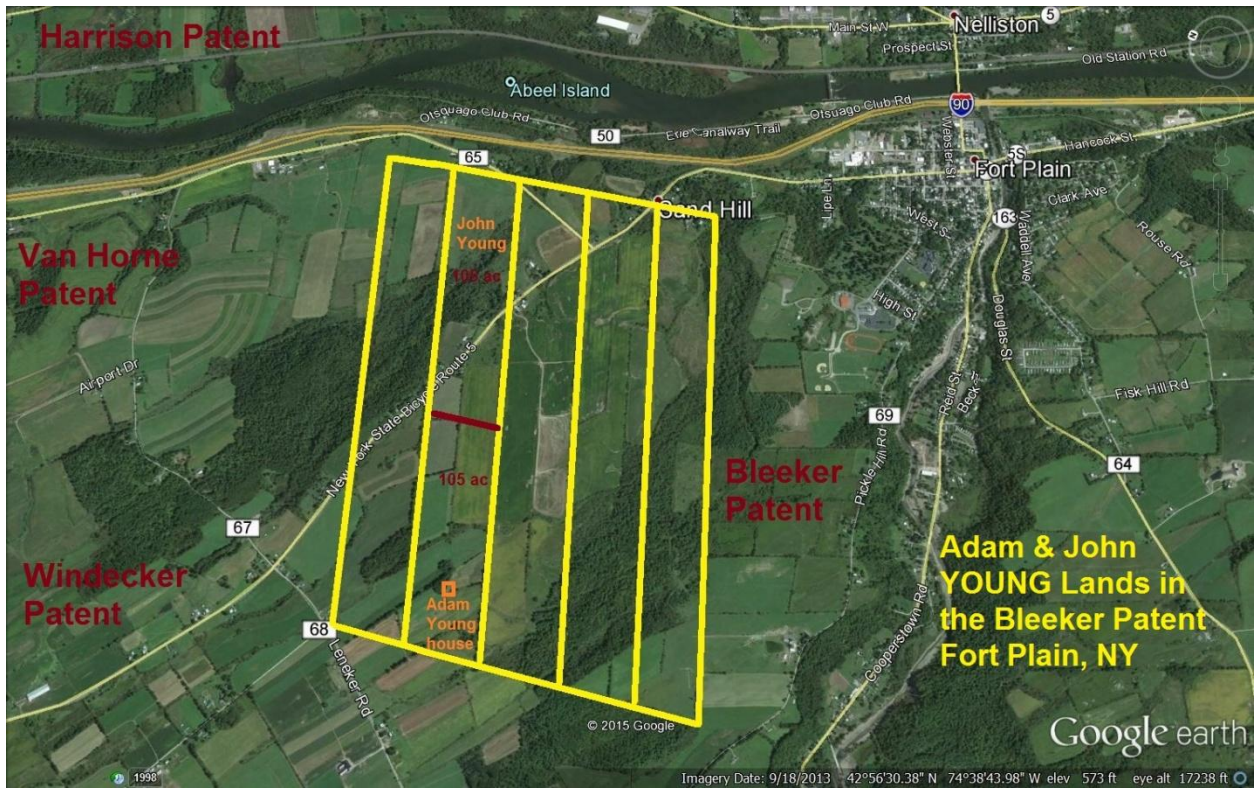 Harrison Patent
Main St W
Nelliston
5
Prospect St
Old Station Rd
N
Abeel Island
Otsquago Club Rd
Otsuago Club Rd
90
50
Erie Canalway Trail
Webster St
Hancock St
5S
65
Fort Plain
Sand Hill
Lipe Ln
Clark Ave
John
Young
West S
163
Waddell Ave
Rouse Rd
Van Horne
Patent
106 ac
High St
Douglas St
New York State Bicycle Route 5
Airport Dr
Reid St
Beck
Fisk Hill Rd
69
Pickle Hill Rd
Bleeker
Patent
64
105 ac
67
Windecker
Patent
Adam & John
YOUNG Lands in
the Bleeker Patent
Fort Plain, NY
Adam
Young
house
68
Leneker Rd
Cooperstown Rd
© 2015 Google
Google earth
1998
Imagery Date: 9/18/2013 42°56'30.38" N 74°38'43.98" W elev 573 ft eye alt 17238 ft